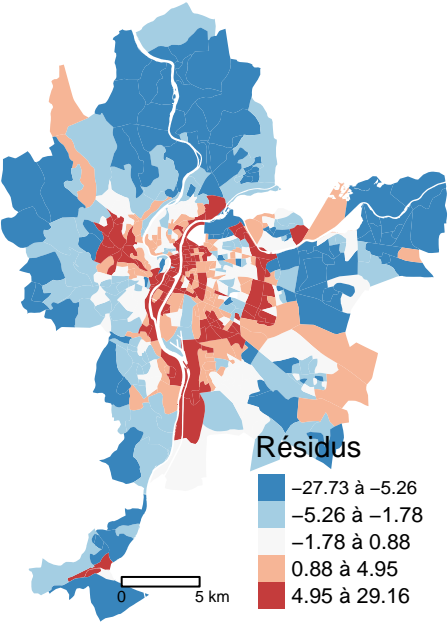 Résidus
−27.73 à −5.26
−5.26 à −1.78
−1.78 à 0.88
0.88 à 4.95
4.95 à 29.16
0 5 km